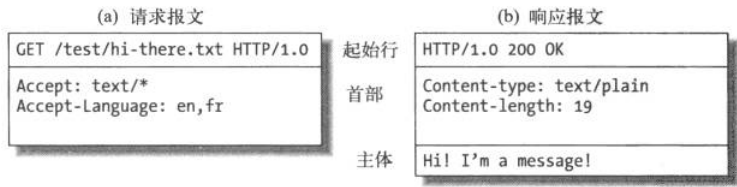 (a) 请求报文
GET /test/hi-there.txt HTTP/1.0
Accept: text/*
Accept-Language: en,fr
起始行
首部
主体
(b) 响应报文
HTTP/1.0 200 OK
Content-type: text/plain
Content-length: 19
Hi! I'm a message!